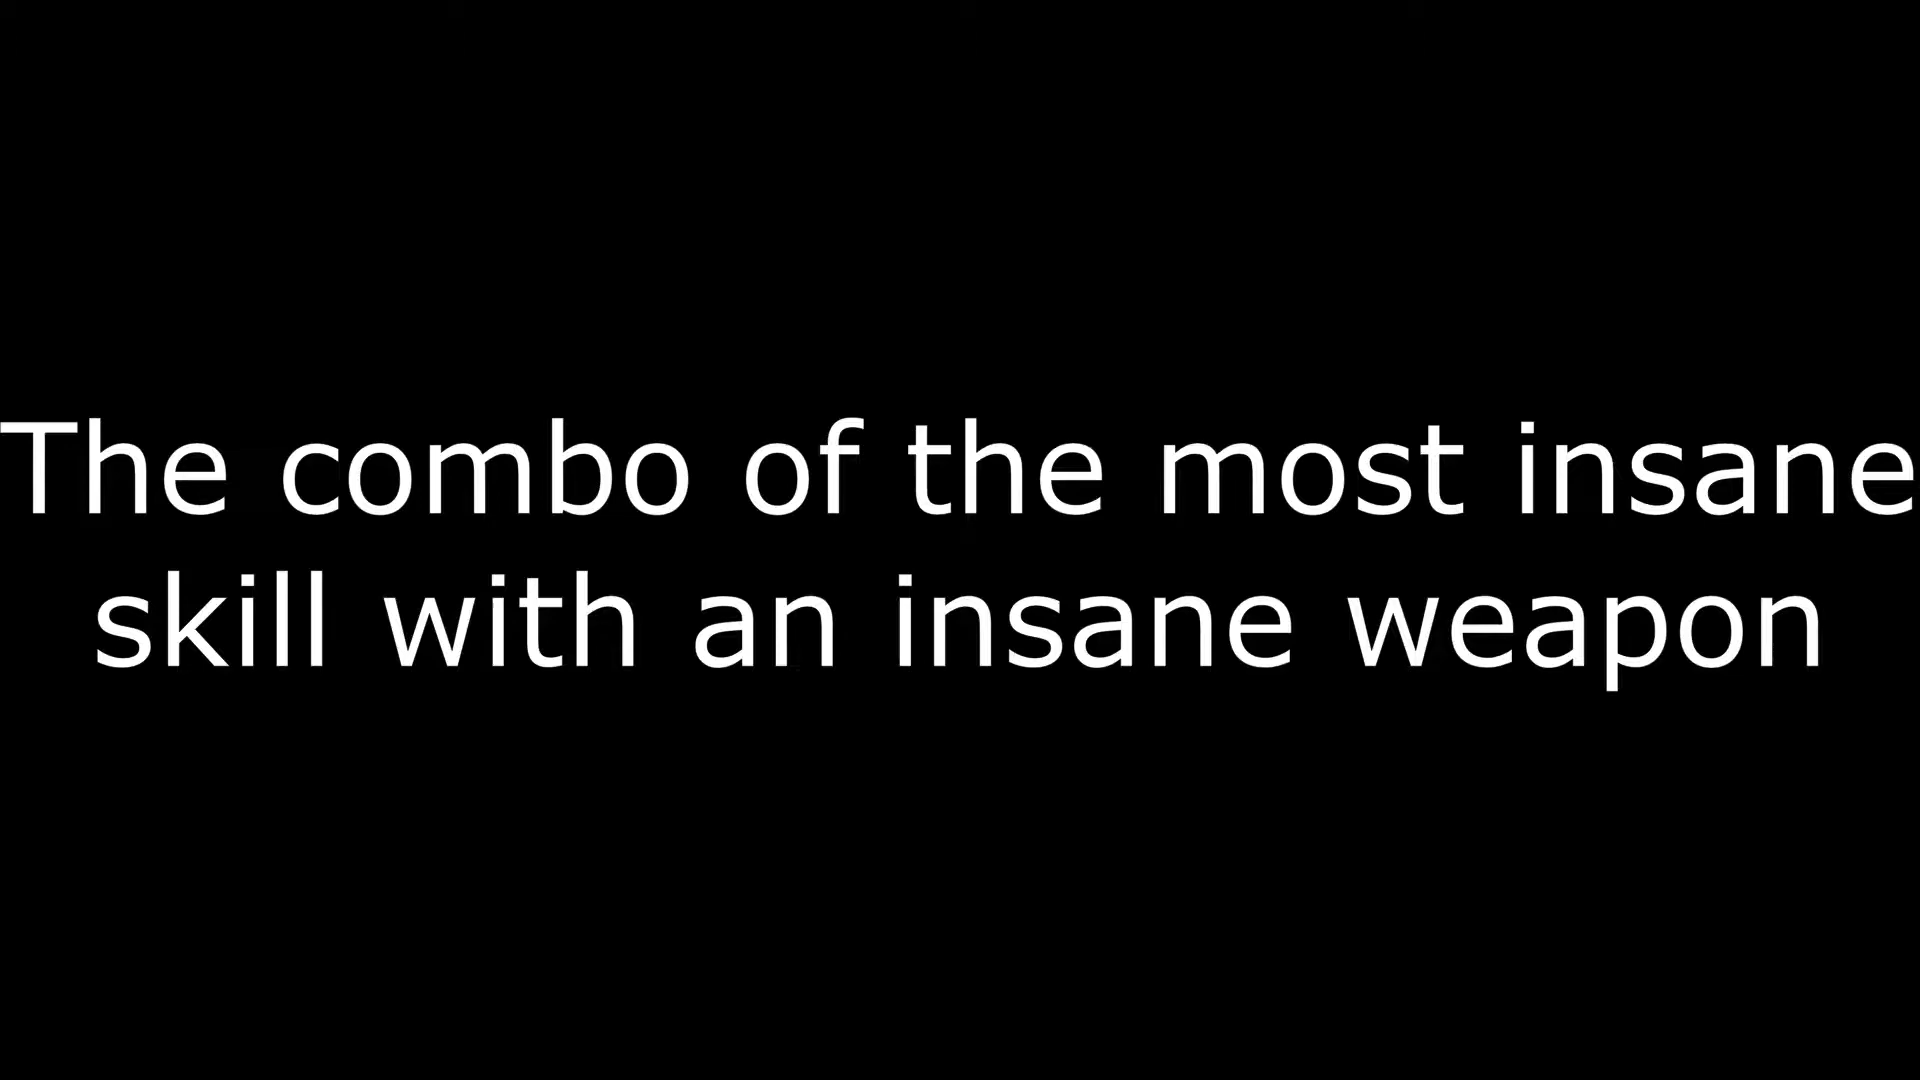 The combo of the most insane
skill with an insane weapon